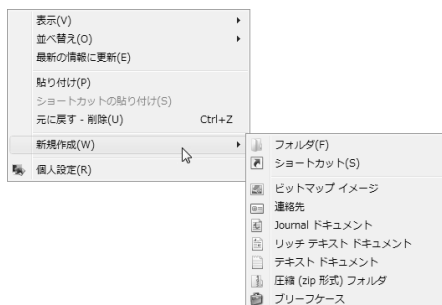 表示(V)
並べ替え(O)
最新の情報に更新(E)
貼り付け(P)
ショートカットの貼り付け(S)
元に戻す - 削除(U) Ctrl+Z
新規作成(W)
個人設定(R)
フォルダ(F)
ショートカット(S)
ビットマップ イメージ
連絡先
Journal ドキュメント
リッチ テキスト ドキュメント
テキスト ドキュメント
圧縮 (zip 形式) フォルダ
ブリーフケース